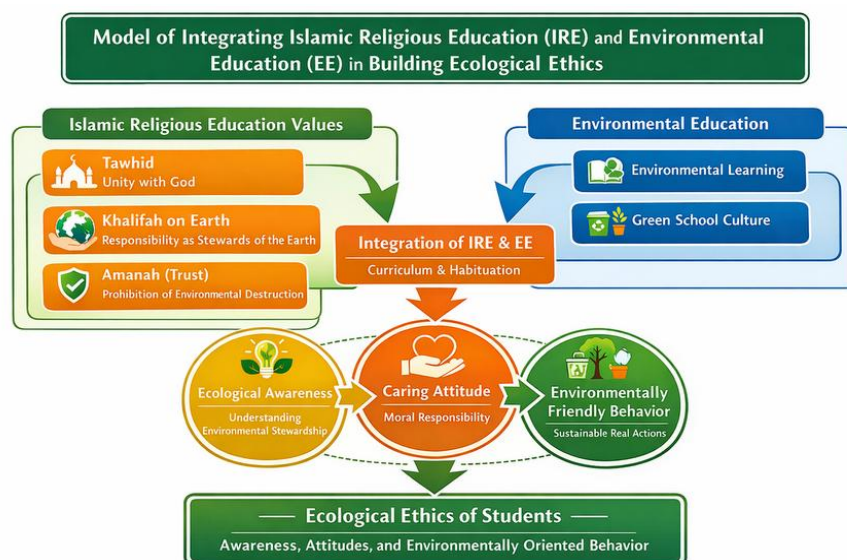 Model of Integrating Islamic Religious Education (IRE) and Environmental
Education (EE) in Building Ecological Ethics
Islamic Religious Education Values
Tawhid
Unity with God
Khalifah on Earth
Responsibility as Stewards of the Earth
Amanah (Trust)
Prohibition of Environmental Destruction
Environmental Education
Environmental Learning
Green School Culture
Integration of IRE & EE
Curriculum & Habituation
Ecological Awareness
Understanding
Environmental Stewardship
Caring Attitude
Moral Responsibility
Environmentally
Friendly Behavior
Sustainable Real Actions
Ecological Ethics of Students
Awareness, Attitudes, and Environmentally Oriented Behavior